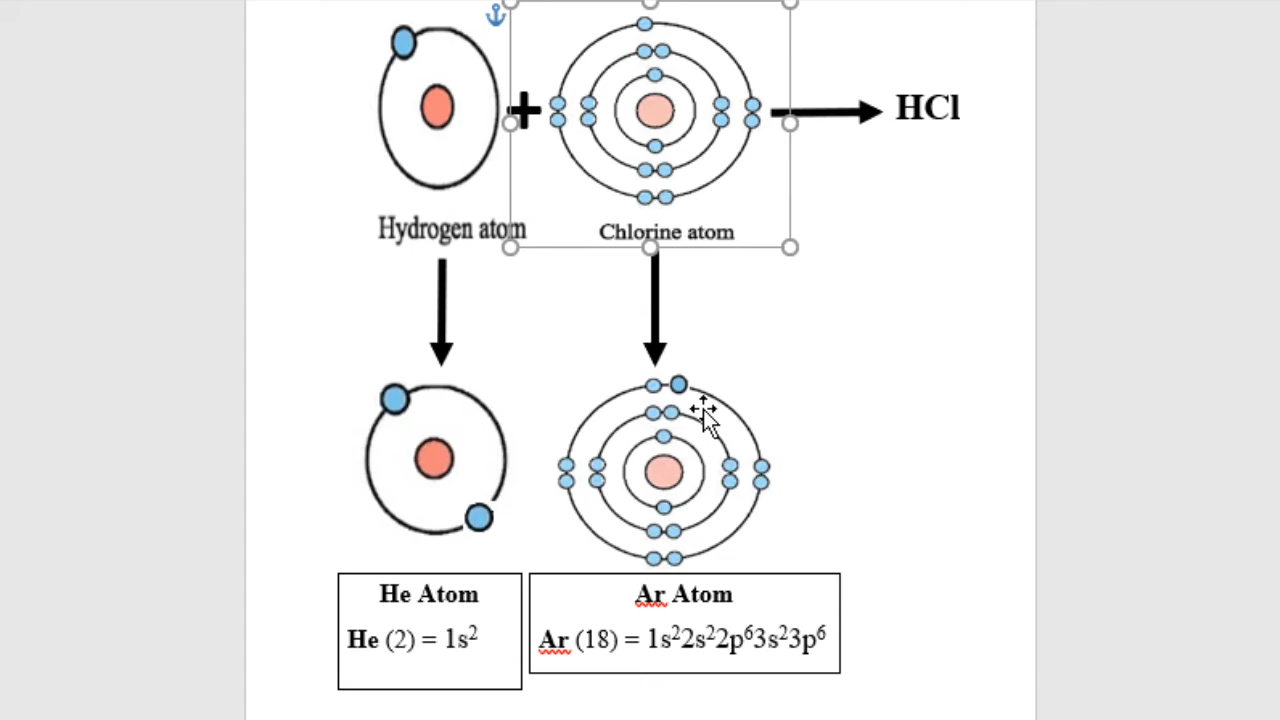 +
HCl
Hydrogen atom
Chlorine atom
He Atom
He (2) = 1s²
Ar Atom
Ar (18) = 1s²2s²2p⁶3s²3p⁶